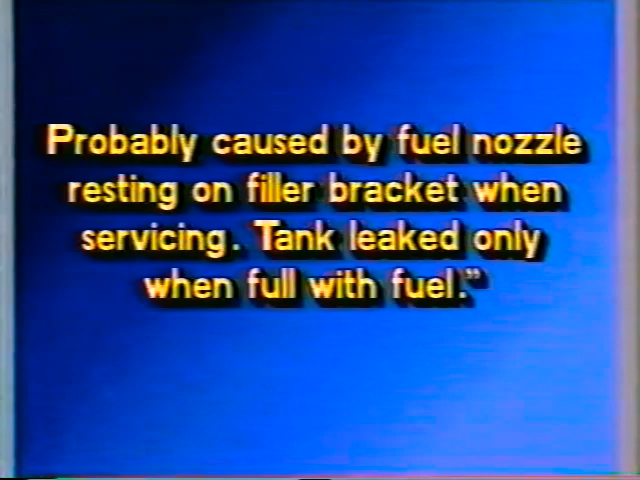 Probably caused by fuel nozzle
resting on filler bracket when
servicing. Tank leaked only
when full with fuel.”